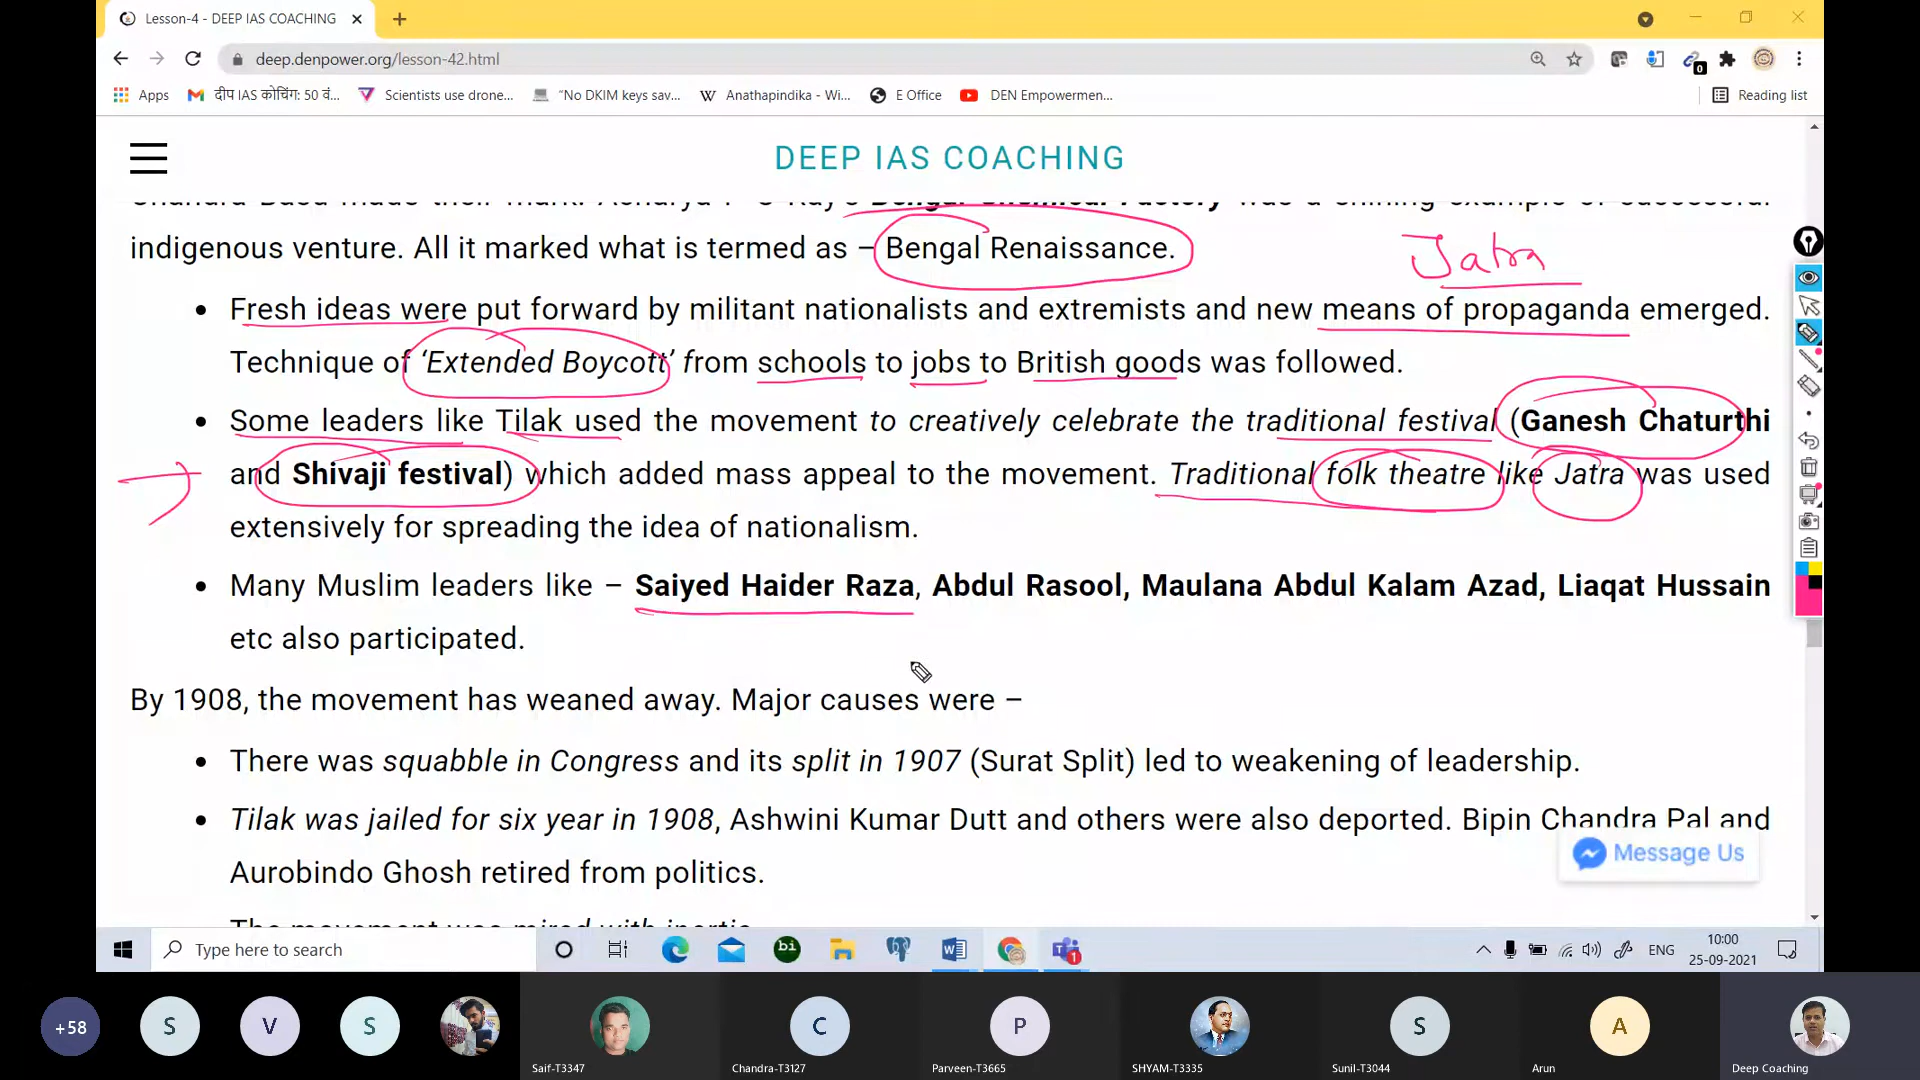 Lesson-4 - DEEP IAS COACHING
deep.denpower.org/lesson-42.html
0
Apps
दीप IAS कोचिंग: 50 वं...
Scientists use drone...
“No DKIM keys sav...
Anathapindika - Wi...
E Office
DEN Empowermen...
Reading list
DEEP IAS COACHING
indigenous venture. All it marked what is termed as – Bengal Renaissance.
Jatra
Fresh ideas were put forward by militant nationalists and extremists and new means of propaganda emerged.
Technique of ‘Extended Boycott’ from schools to jobs to British goods was followed.
Some leaders like Tilak used the movement to creatively celebrate the traditional festival (Ganesh Chaturthi
and Shivaji festival) which added mass appeal to the movement. Traditional folk theatre like Jatra was used
extensively for spreading the idea of nationalism.
Many Muslim leaders like – Saiyed Haider Raza, Abdul Rasool, Maulana Abdul Kalam Azad, Liaqat Hussain
etc also participated.
By 1908, the movement has weaned away. Major causes were –
There was squabble in Congress and its split in 1907 (Surat Split) led to weakening of leadership.
Tilak was jailed for six year in 1908, Ashwini Kumar Dutt and others were also deported. Bipin Chandra Pal and
Aurobindo Ghosh retired from politics.
Message Us
The movement was mired with inertia
Type here to search
bi
1
ENG
10:00
25-09-2021
+58
S
V
S
C
P
S
A
Saif-T3347
Chandra-T3127
Parveen-T3665
SHYAM-T3335
Sunil-T3044
Arun
Deep Coaching